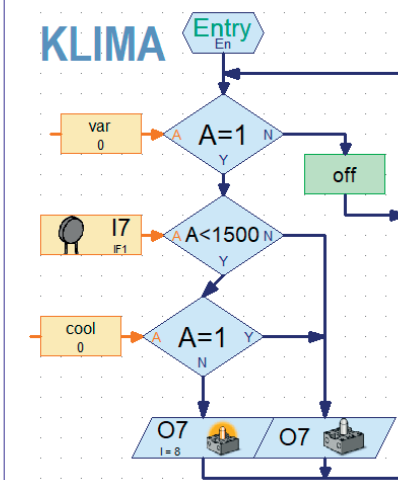 KLIMA
Entry
En
var
0
A
A=1
N
Y
off
I7
IF1
A
A<1500
N
Y
cool
0
A
A=1
Y
N
O7
I = 8
O7